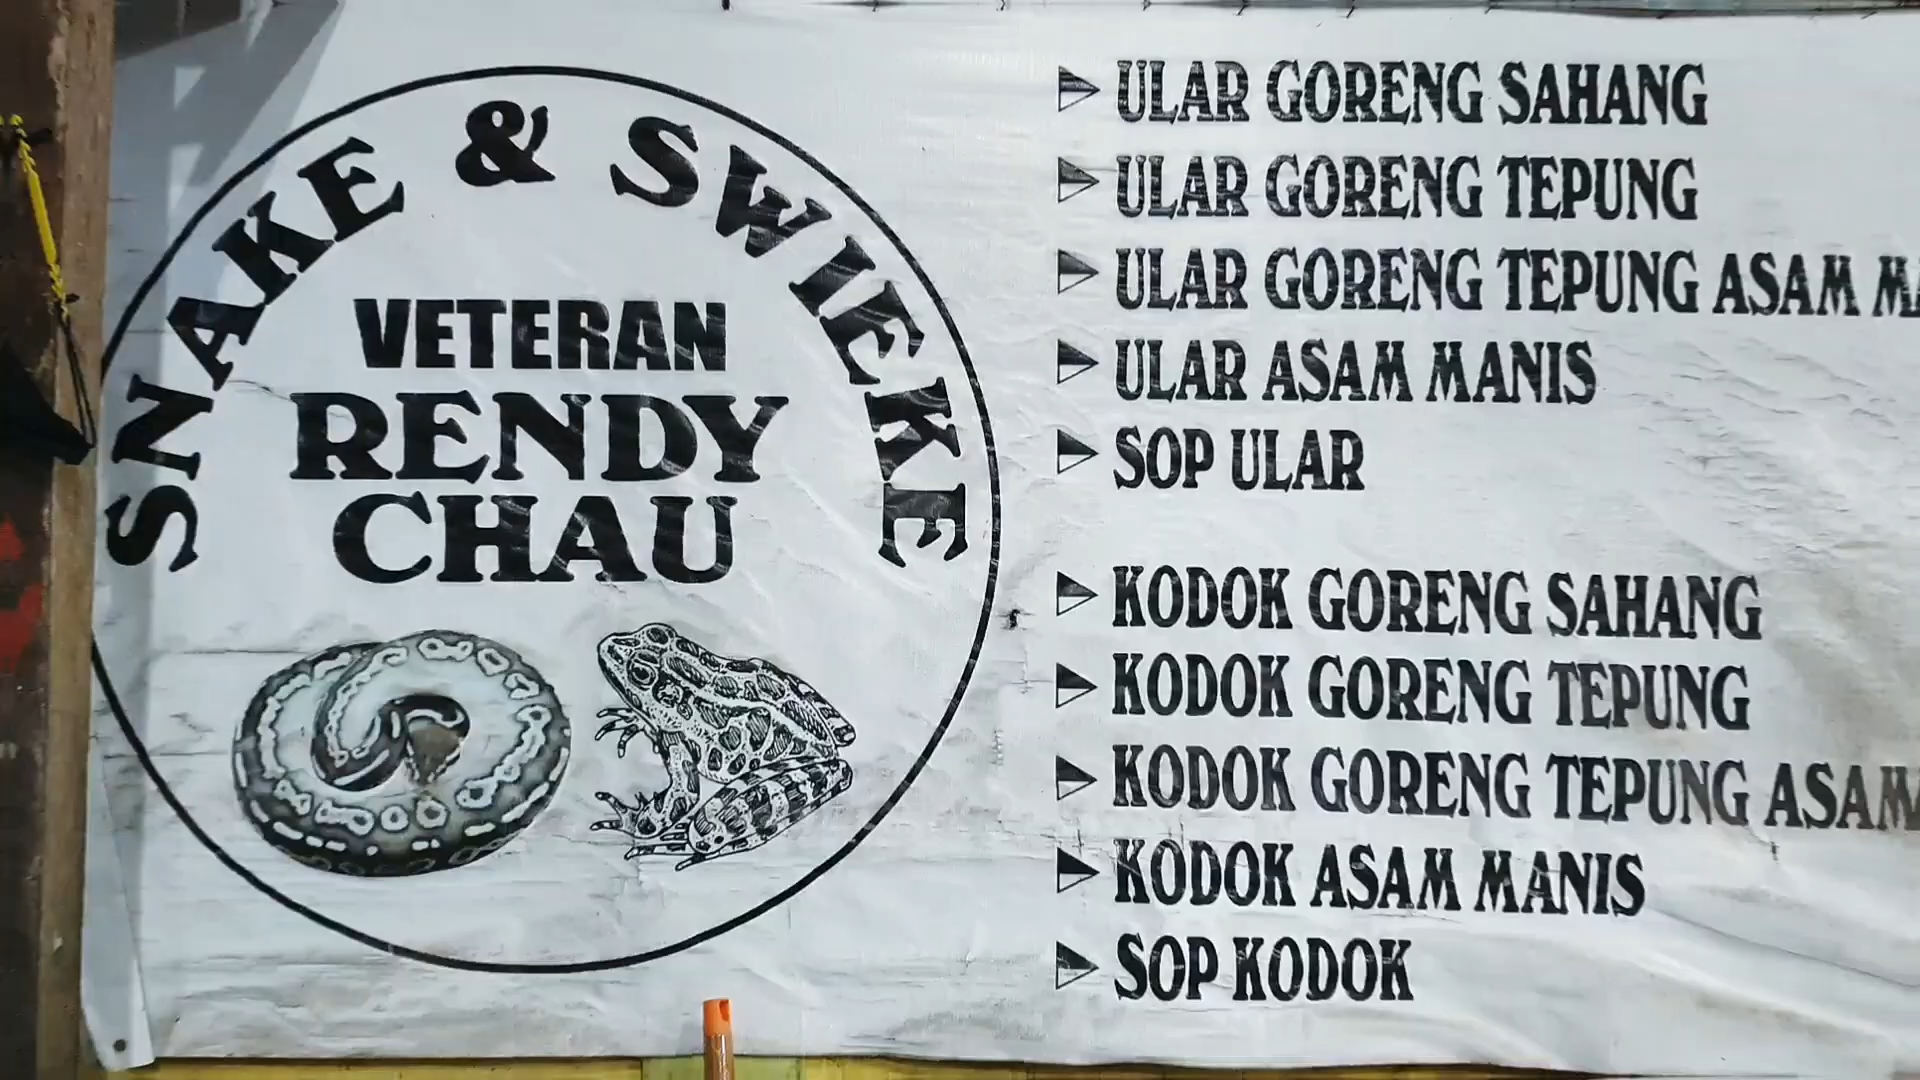 SNAKE & SWIEKE
VETERAN
RENDY
CHAU
ULAR GORENG SAHANG
ULAR GORENG TEPUNG
ULAR GORENG TEPUNG ASAM
ULAR ASAM MANIS
SOP ULAR
KODOK GORENG SAHANG
KODOK GORENG TEPUNG
KODOK GORENG TEPUNG ASAM
KODOK ASAM MANIS
SOP KODOK